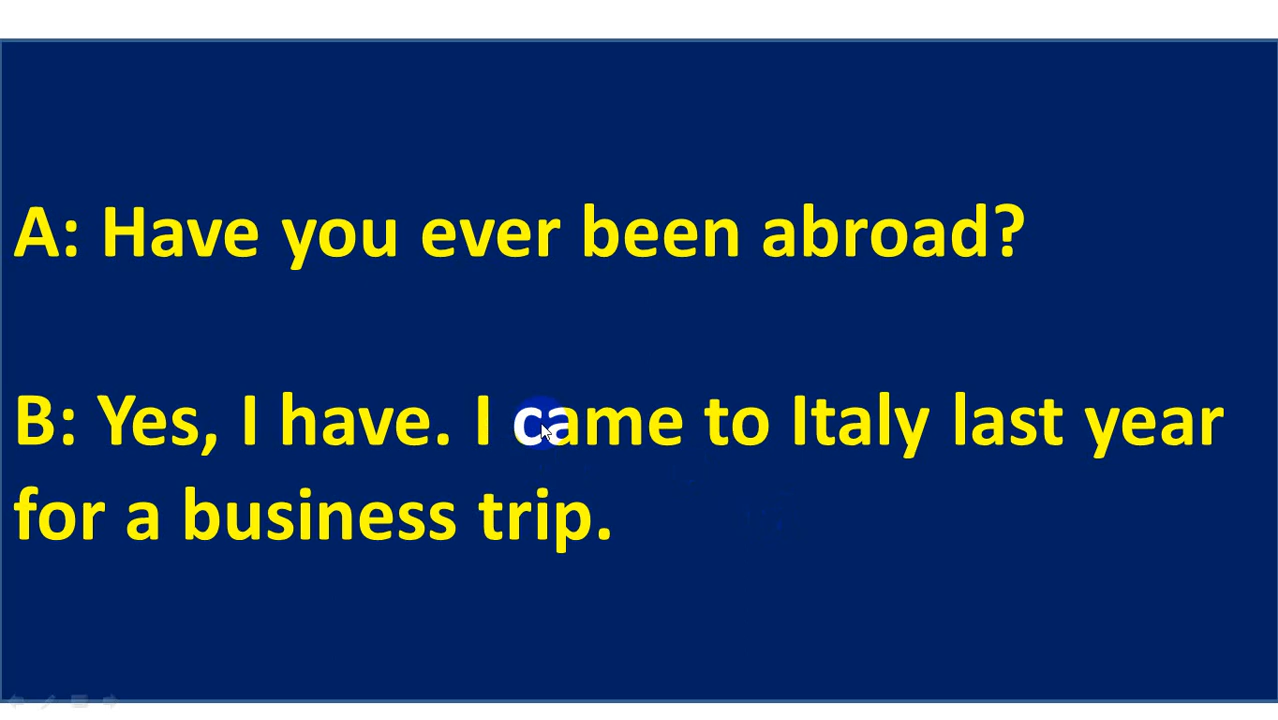 A: Have you ever been abroad?
B: Yes, I have. I came to Italy last year
for a business trip.